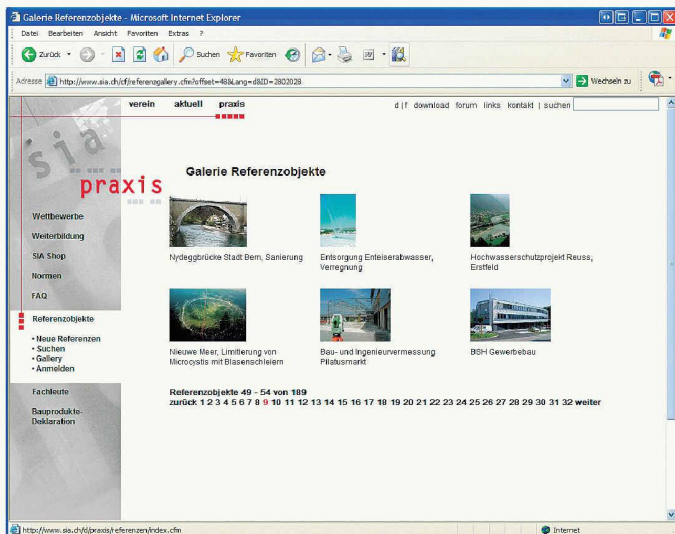 Galerie Referenzobjekte - Microsoft Internet Explorer
Datei Bearbeiten Ansicht Favoriten Extras ?
Zurück Suchen Favoriten
Adresse http://www.sia.ch/cf/referenzgallery.cfm?offset=48&Lang=d&ID=2802028 Wechseln zu
verein aktuell praxis d | f download forum links kontakt | suchen
sia
praxis
Galerie Referenzobjekte
Wettbewerbe
Weiterbildung
SIA Shop
Normen
FAQ
Referenzobjekte
• Neue Referenzen
• Suchen
• Gallery
• Anmelden
Fachleute
Bauprodukte-
Deklaration
Nydeggbrücke Stadt Bern, Sanierung
Entsorgung Enteiserabwasser,
Verregnung
Hochwasserschutzprojekt Reuss,
Erstfeld
Nieuwe Meer, Limitierung von
Microcystis mit Blasenschleiern
Bau- und Ingenieurvermessung
Pilatusmarkt
BSH Gewerbebau
Referenzobjekte 49 - 54 von 189
zurück 1 2 3 4 5 6 7 8 9 10 11 12 13 14 15 16 17 18 19 20 21 22 23 24 25 26 27 28 29 30 31 32 weiter
http://www.sia.ch/d/praxis/referenzen/index.cfm Internet